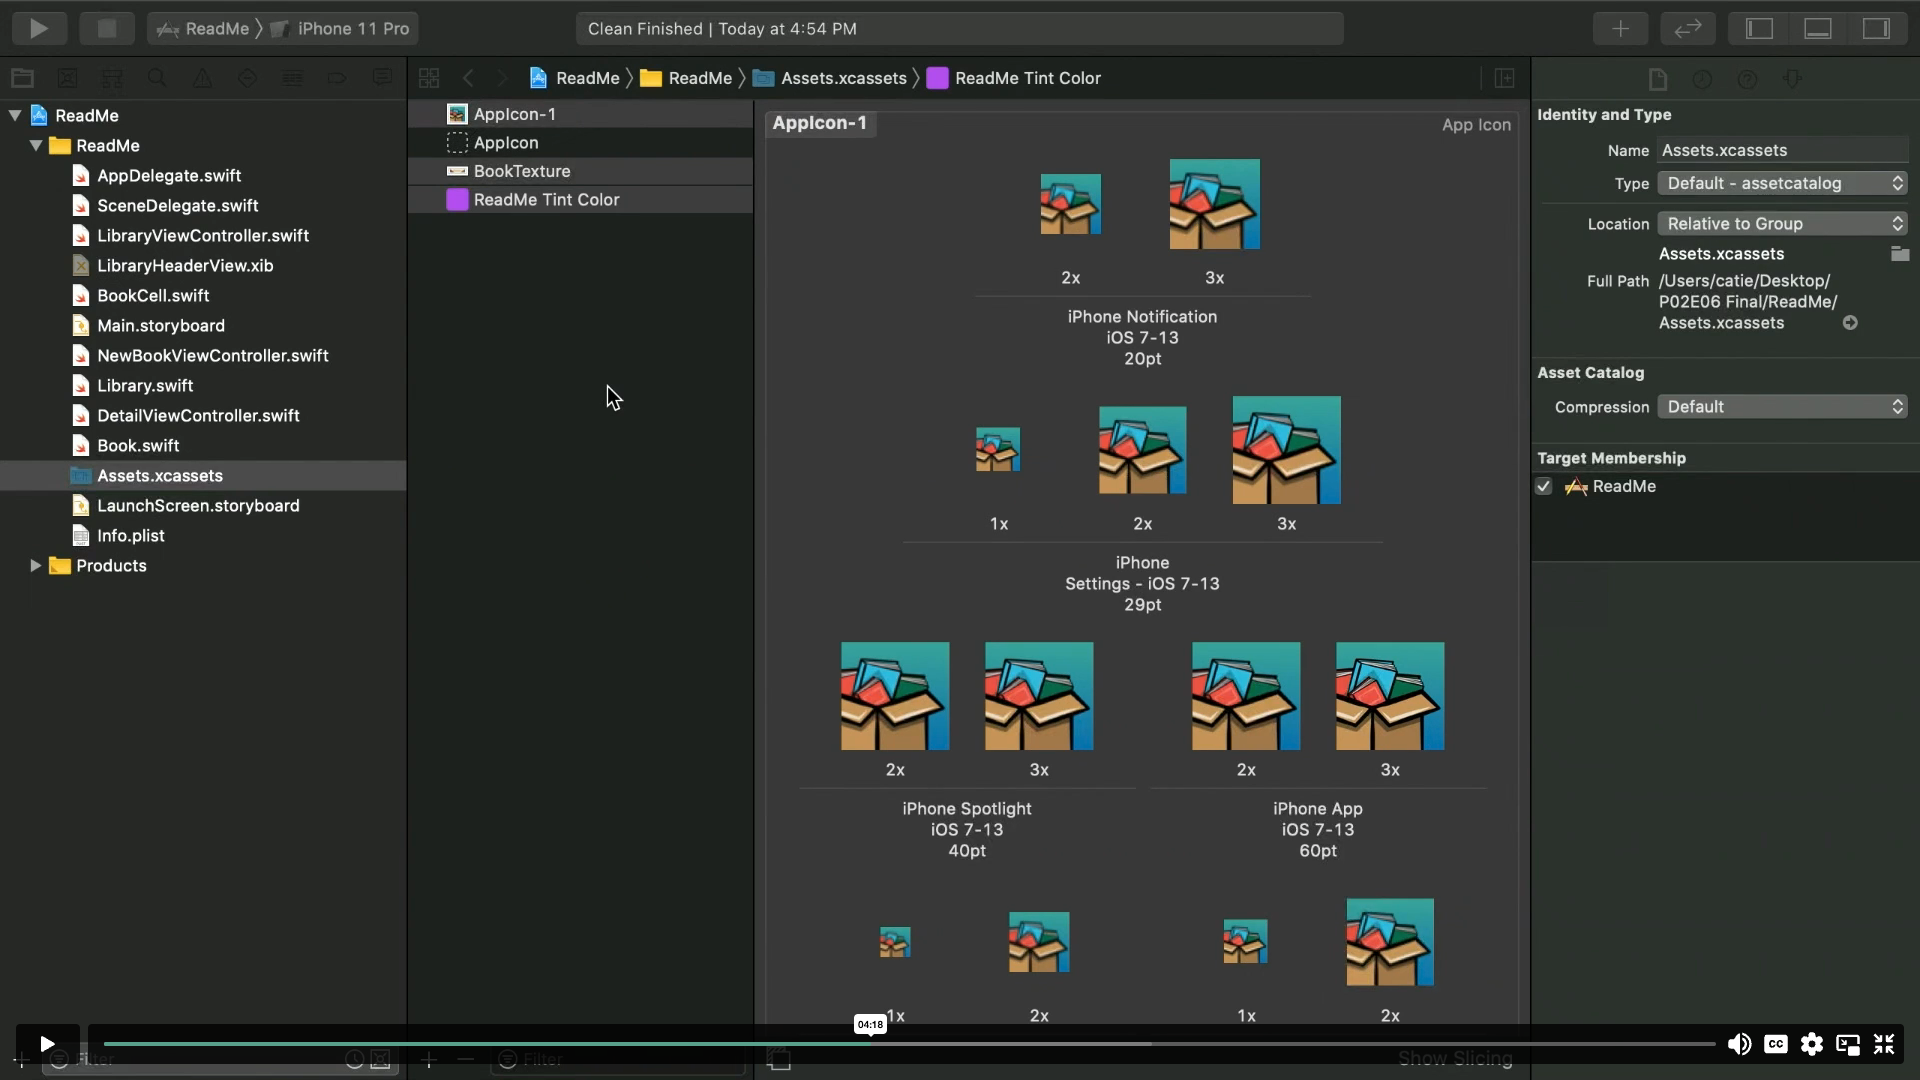 ReadMe
iPhone 11 Pro
Clean Finished | Today at 4:54 PM
ReadMe
ReadMe
Assets.xcassets
ReadMe Tint Color
ReadMe
ReadMe
AppDelegate.swift
SceneDelegate.swift
LibraryViewController.swift
LibraryHeaderView.xib
BookCell.swift
Main.storyboard
NewBookViewController.swift
Library.swift
DetailViewController.swift
Book.swift
Assets.xcassets
LaunchScreen.storyboard
Info.plist
Products
Filter
AppIcon-1
AppIcon
BookTexture
ReadMe Tint Color
Filter
AppIcon-1
App Icon
2x
3x
iPhone Notification
iOS 7-13
20pt
1x
2x
3x
iPhone
Settings - iOS 7-13
29pt
2x
3x
2x
3x
iPhone Spotlight
iOS 7-13
40pt
iPhone App
iOS 7-13
60pt
1x
2x
1x
2x
Show Slicing
Identity and Type
Name Assets.xcassets
Type Default - assetcatalog
Location Relative to Group
Assets.xcassets
Full Path /Users/catie/Desktop/
P02E06 Final/ReadMe/
Assets.xcassets
Asset Catalog
Compression Default
Target Membership
ReadMe
04:18
CC